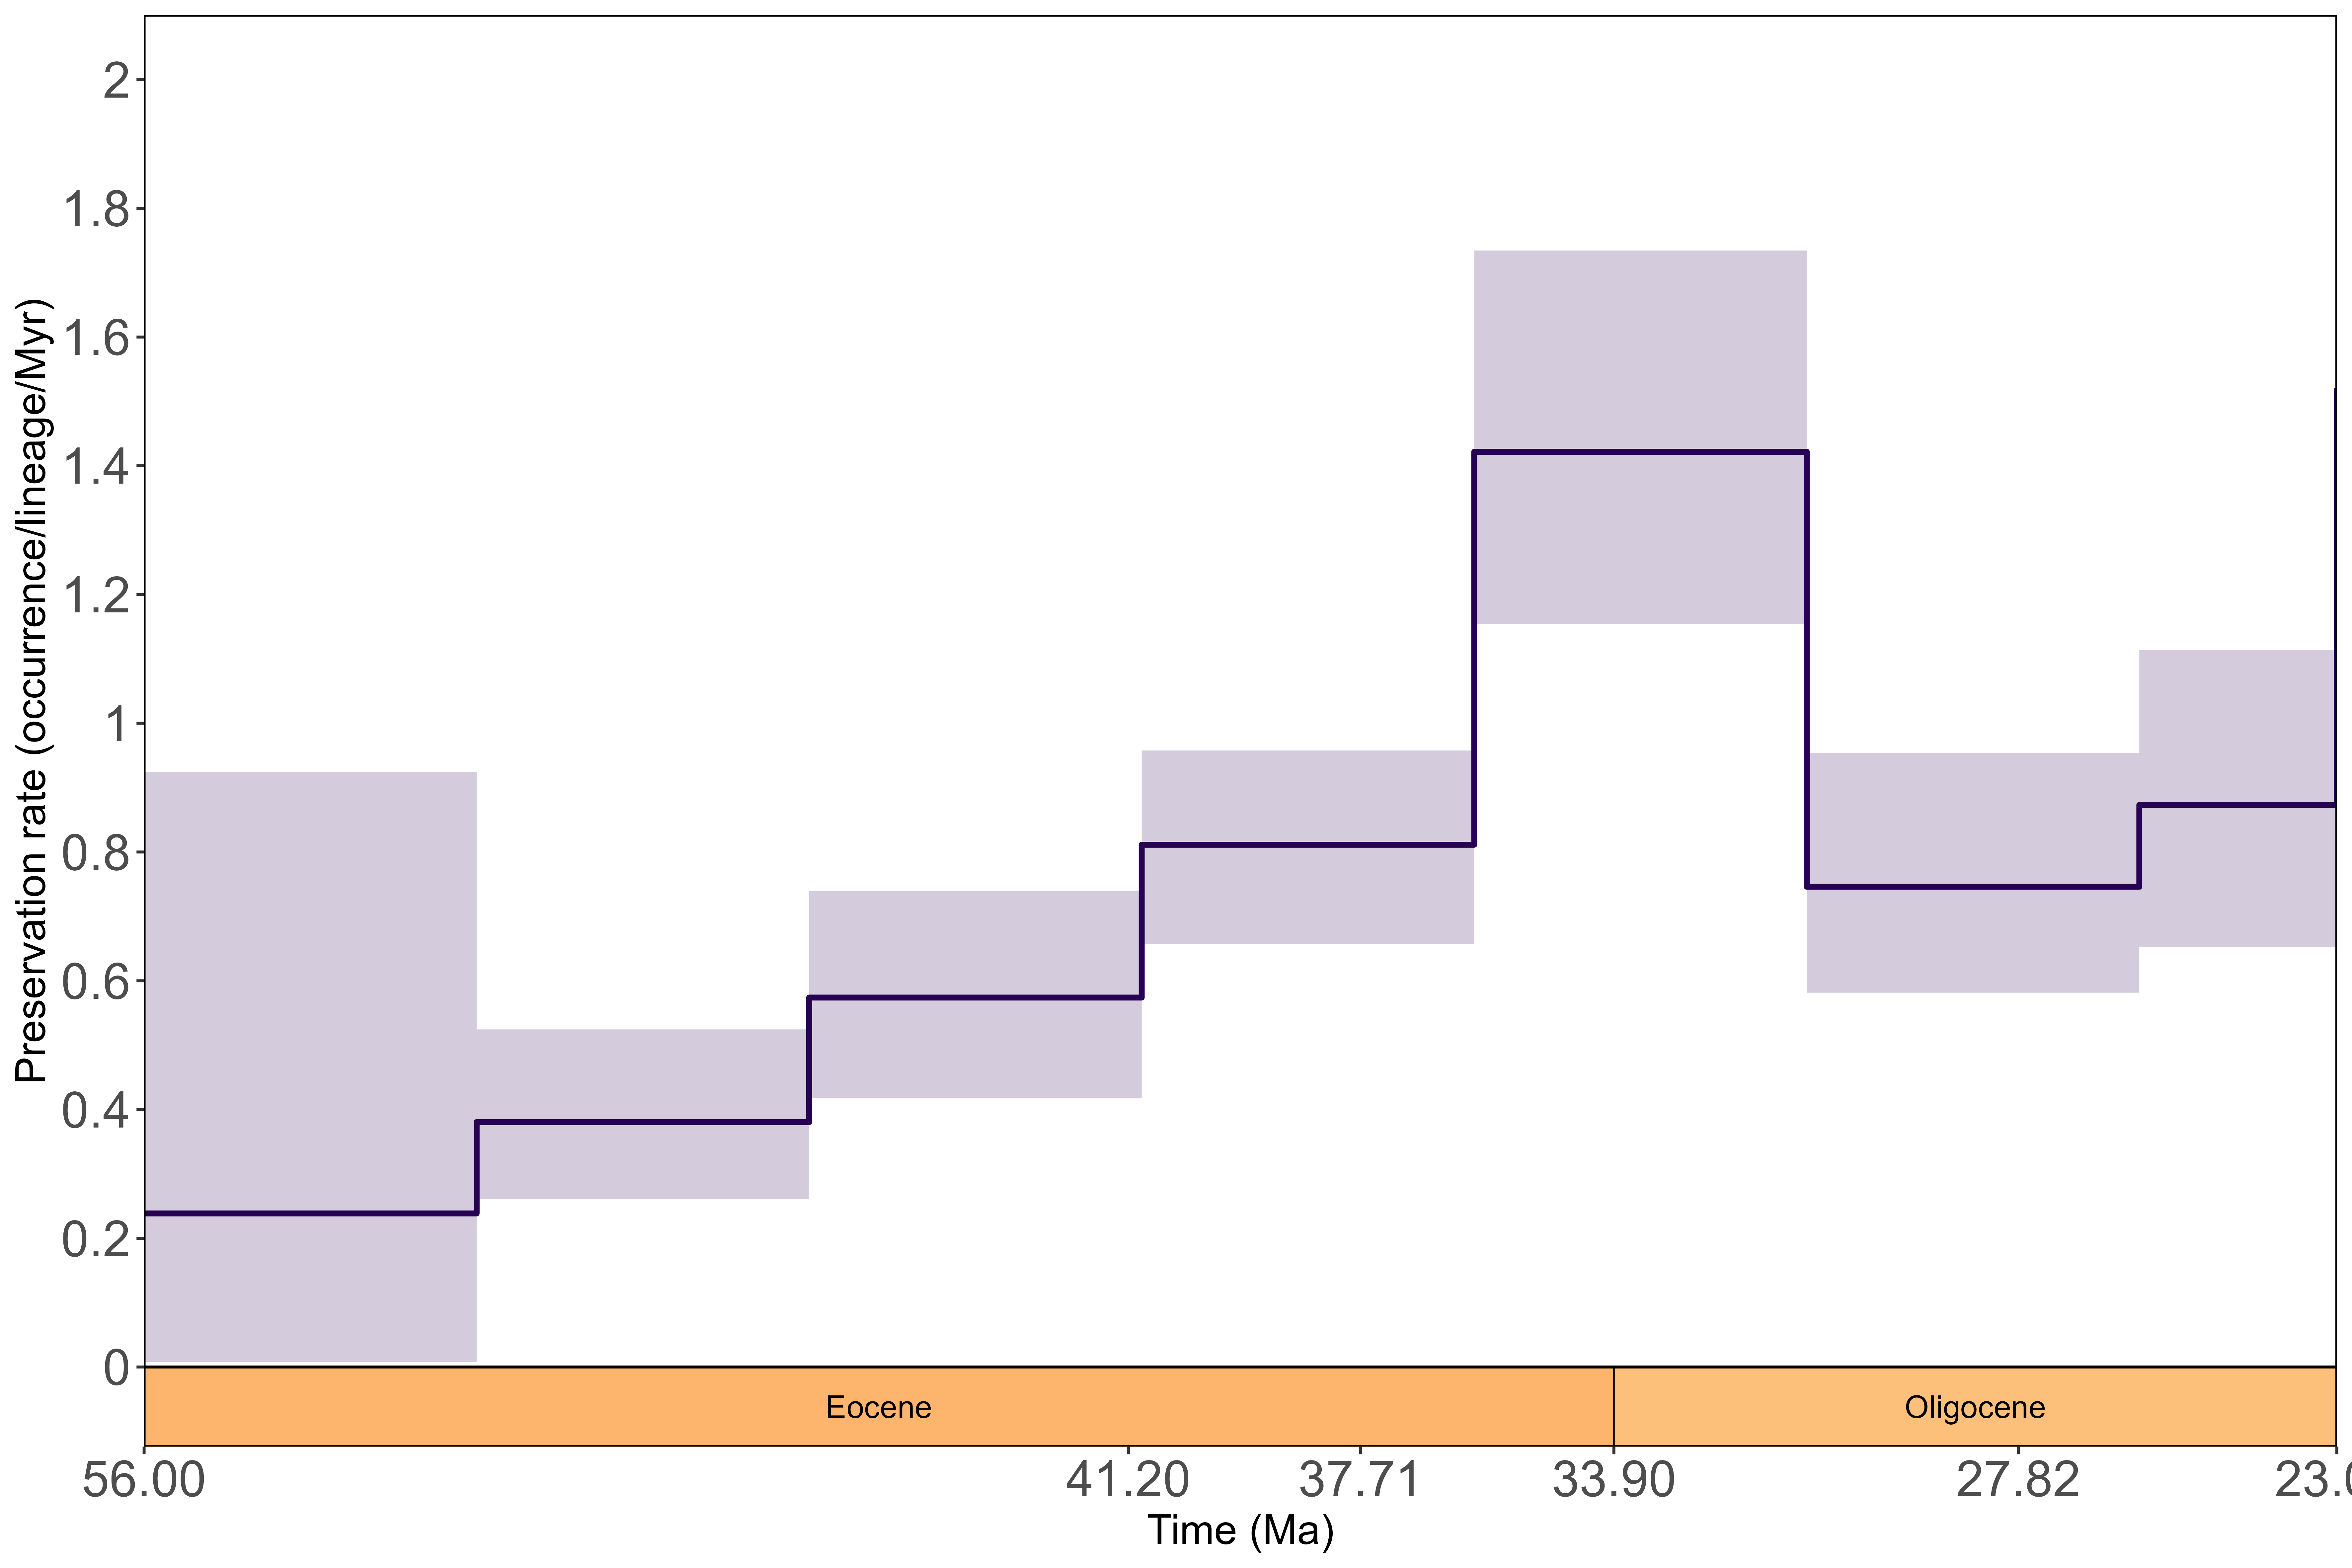 Preservation rate (occurrence/lineage/Myr)
2
1.8
1.6
1.4
1.2
1
0.8
0.6
0.4
0.2
0
Eocene Oligocene
56.00 41.20 37.71 33.90 27.82 23.0
Time (Ma)